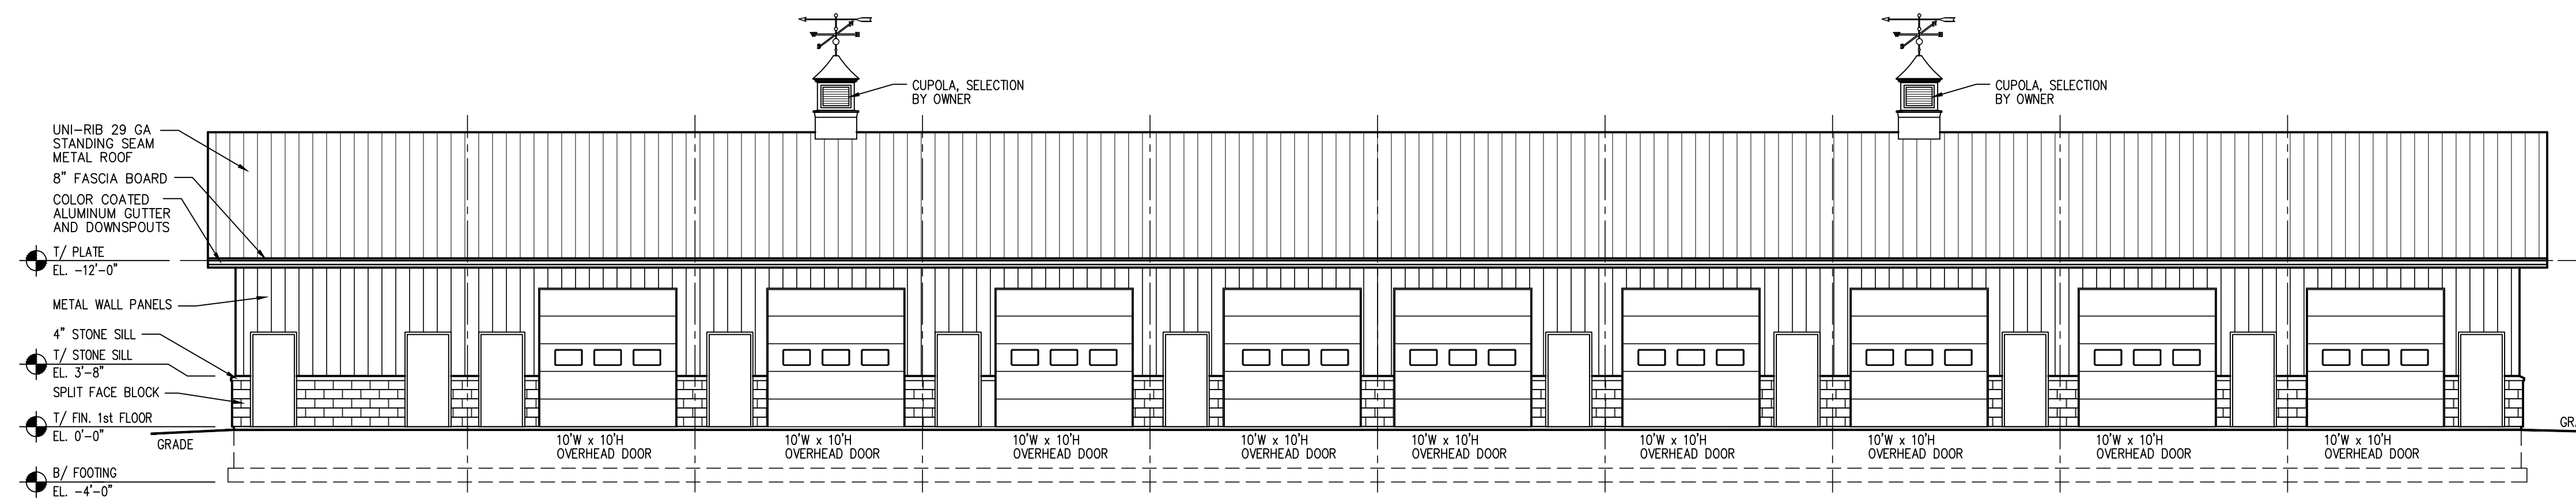 CUPOLA, SELECTION
BY OWNER
CUPOLA, SELECTION
BY OWNER
UNI-RIB 29 GA
STANDING SEAM
METAL ROOF
8" FASCIA BOARD
COLOR COATED
ALUMINUM GUTTER
AND DOWNSPOUTS
T/ PLATE
EL. -12'-0"
METAL WALL PANELS
4" STONE SILL
T/ STONE SILL
EL. 3'-8"
SPLIT FACE BLOCK
T/ FIN. 1st FLOOR
EL. 0'-0"
GRADE
10'W x 10'H
OVERHEAD DOOR
10'W x 10'H
OVERHEAD DOOR
10'W x 10'H
OVERHEAD DOOR
10'W x 10'H
OVERHEAD DOOR
10'W x 10'H
OVERHEAD DOOR
10'W x 10'H
OVERHEAD DOOR
10'W x 10'H
OVERHEAD DOOR
10'W x 10'H
OVERHEAD DOOR
10'W x 10'H
OVERHEAD DOOR
B/ FOOTING
EL. -4'-0"